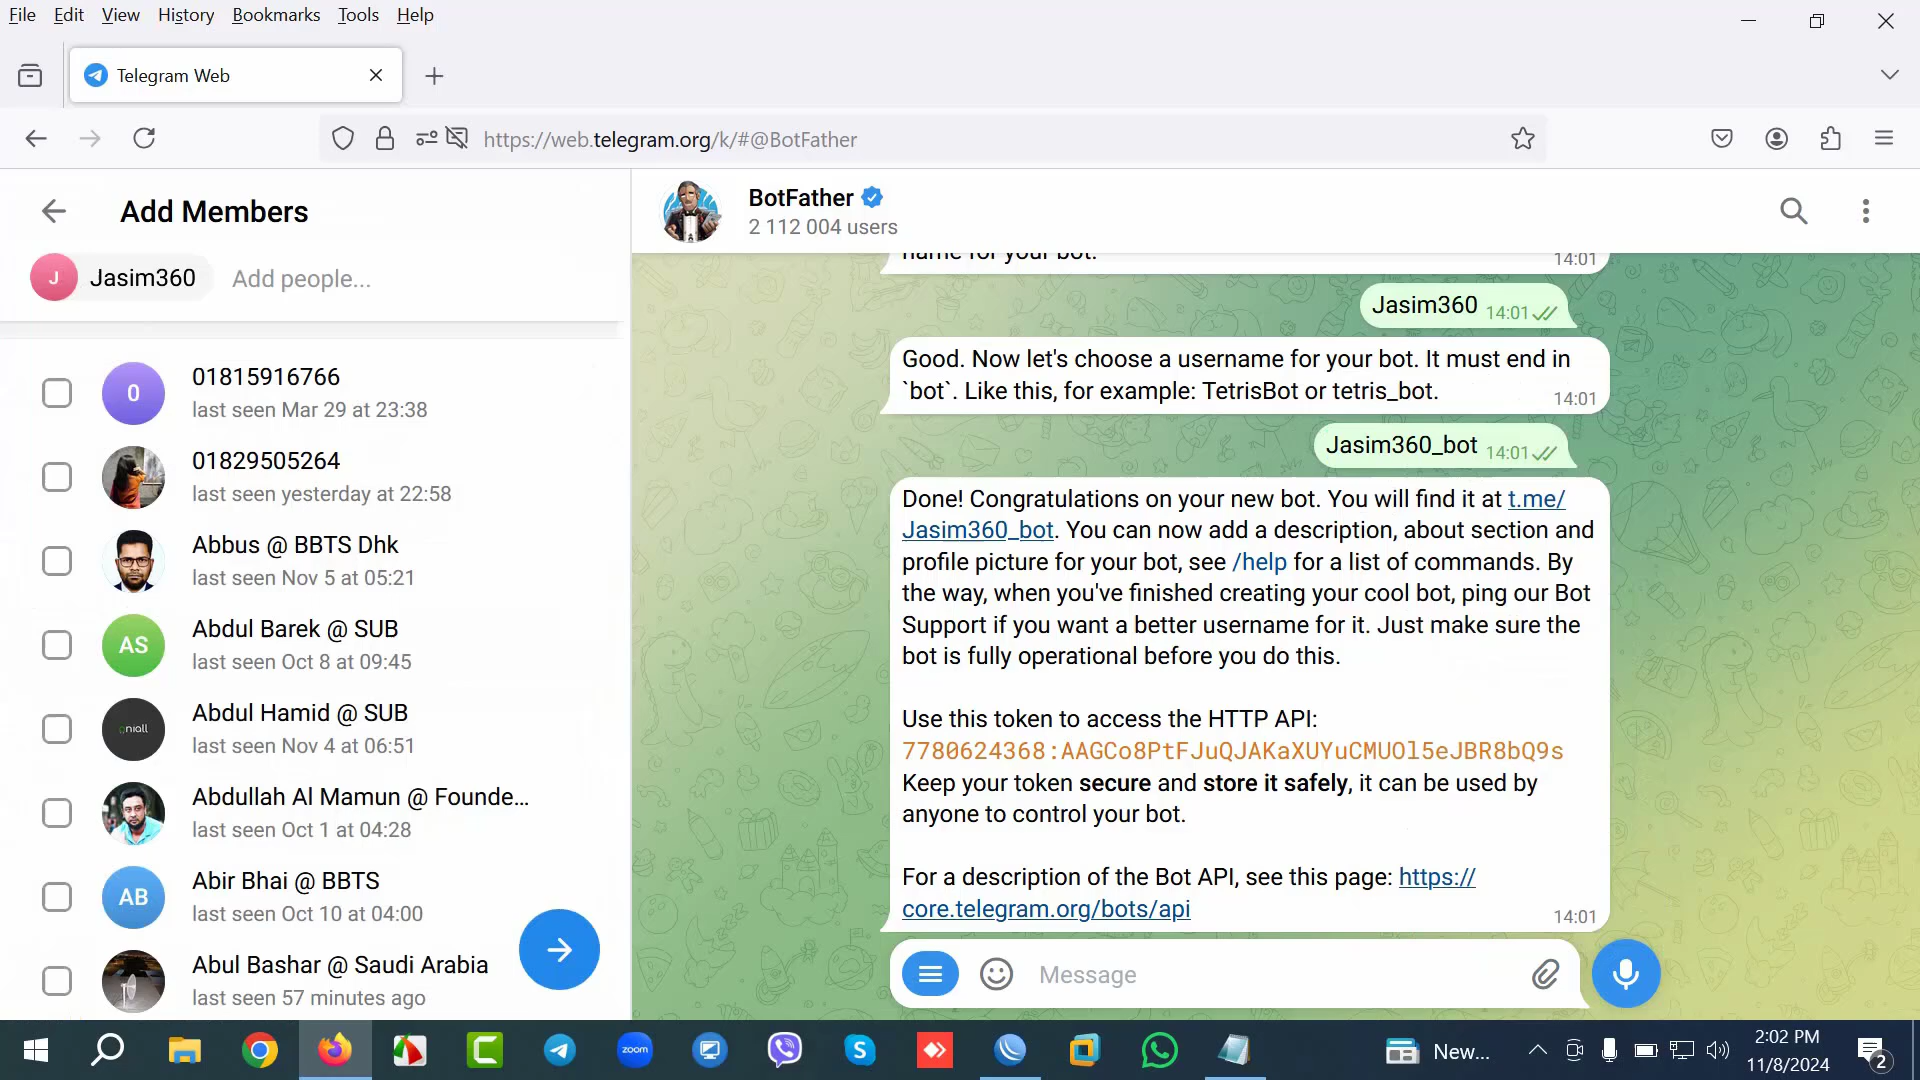 File Edit View History Bookmarks Tools Help
Telegram Web
https://web.telegram.org/k/#@BotFather
Add Members
J Jasim360 Add people...
0 01815916766
last seen Mar 29 at 23:38
01829505264
last seen yesterday at 22:58
Abbus @ BBTS Dhk
last seen Nov 5 at 05:21
AS Abdul Barek @ SUB
last seen Oct 8 at 09:45
niall Abdul Hamid @ SUB
last seen Nov 4 at 06:51
Abdullah Al Mamun @ Founde...
last seen Oct 1 at 04:28
AB Abir Bhai @ BBTS
last seen Oct 10 at 04:00
Abul Bashar @ Saudi Arabia
last seen 57 minutes ago
BotFather
2 112 004 users
name for your bot. 14:01
Jasim360 14:01
Good. Now let's choose a username for your bot. It must end in
`bot`. Like this, for example: TetrisBot or tetris_bot. 14:01
Jasim360_bot 14:01
Done! Congratulations on your new bot. You will find it at t.me/
Jasim360_bot. You can now add a description, about section and
profile picture for your bot, see /help for a list of commands. By
the way, when you've finished creating your cool bot, ping our Bot
Support if you want a better username for it. Just make sure the
bot is fully operational before you do this.
Use this token to access the HTTP API:
7780624368:AAGCo8PtFJuQJAKaXUYuCMUOl5eJBR8bQ9s
Keep your token secure and store it safely, it can be used by
anyone to control your bot.
For a description of the Bot API, see this page: https://
core.telegram.org/bots/api 14:01
Message
zoom
New...
2:02 PM
11/8/2024
2